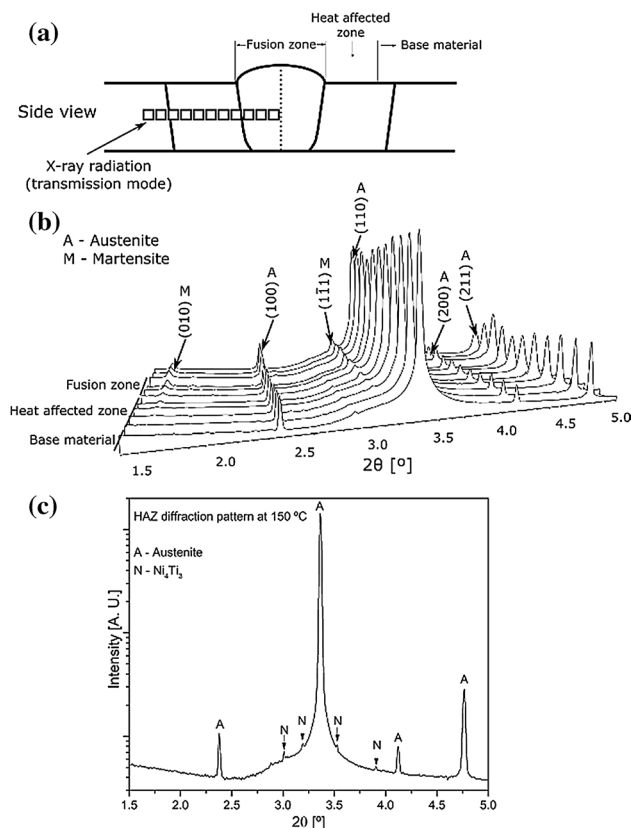 (a)
Heat affected
zone
Fusion zone
Base material
Side view
X-ray radiation
(transmission mode)
(b)
A - Austenite
M - Martensite
(010) M
(100) A
(1̄1̄1) M
(110) A
(200) A
(211) A
Fusion zone
Heat affected zone
Base material
1.5
2.0
2.5
3.0
3.5
4.0
4.5
5.0
2θ [º]
(c)
HAZ diffraction pattern at 150 ºC
A - Austenite
N - Ni₄Ti₃
A
A
N
N
N
N
A
A
Intensity [A. U.]
1.5 2.0 2.5 3.0 3.5 4.0 4.5 5.0
2θ [º]